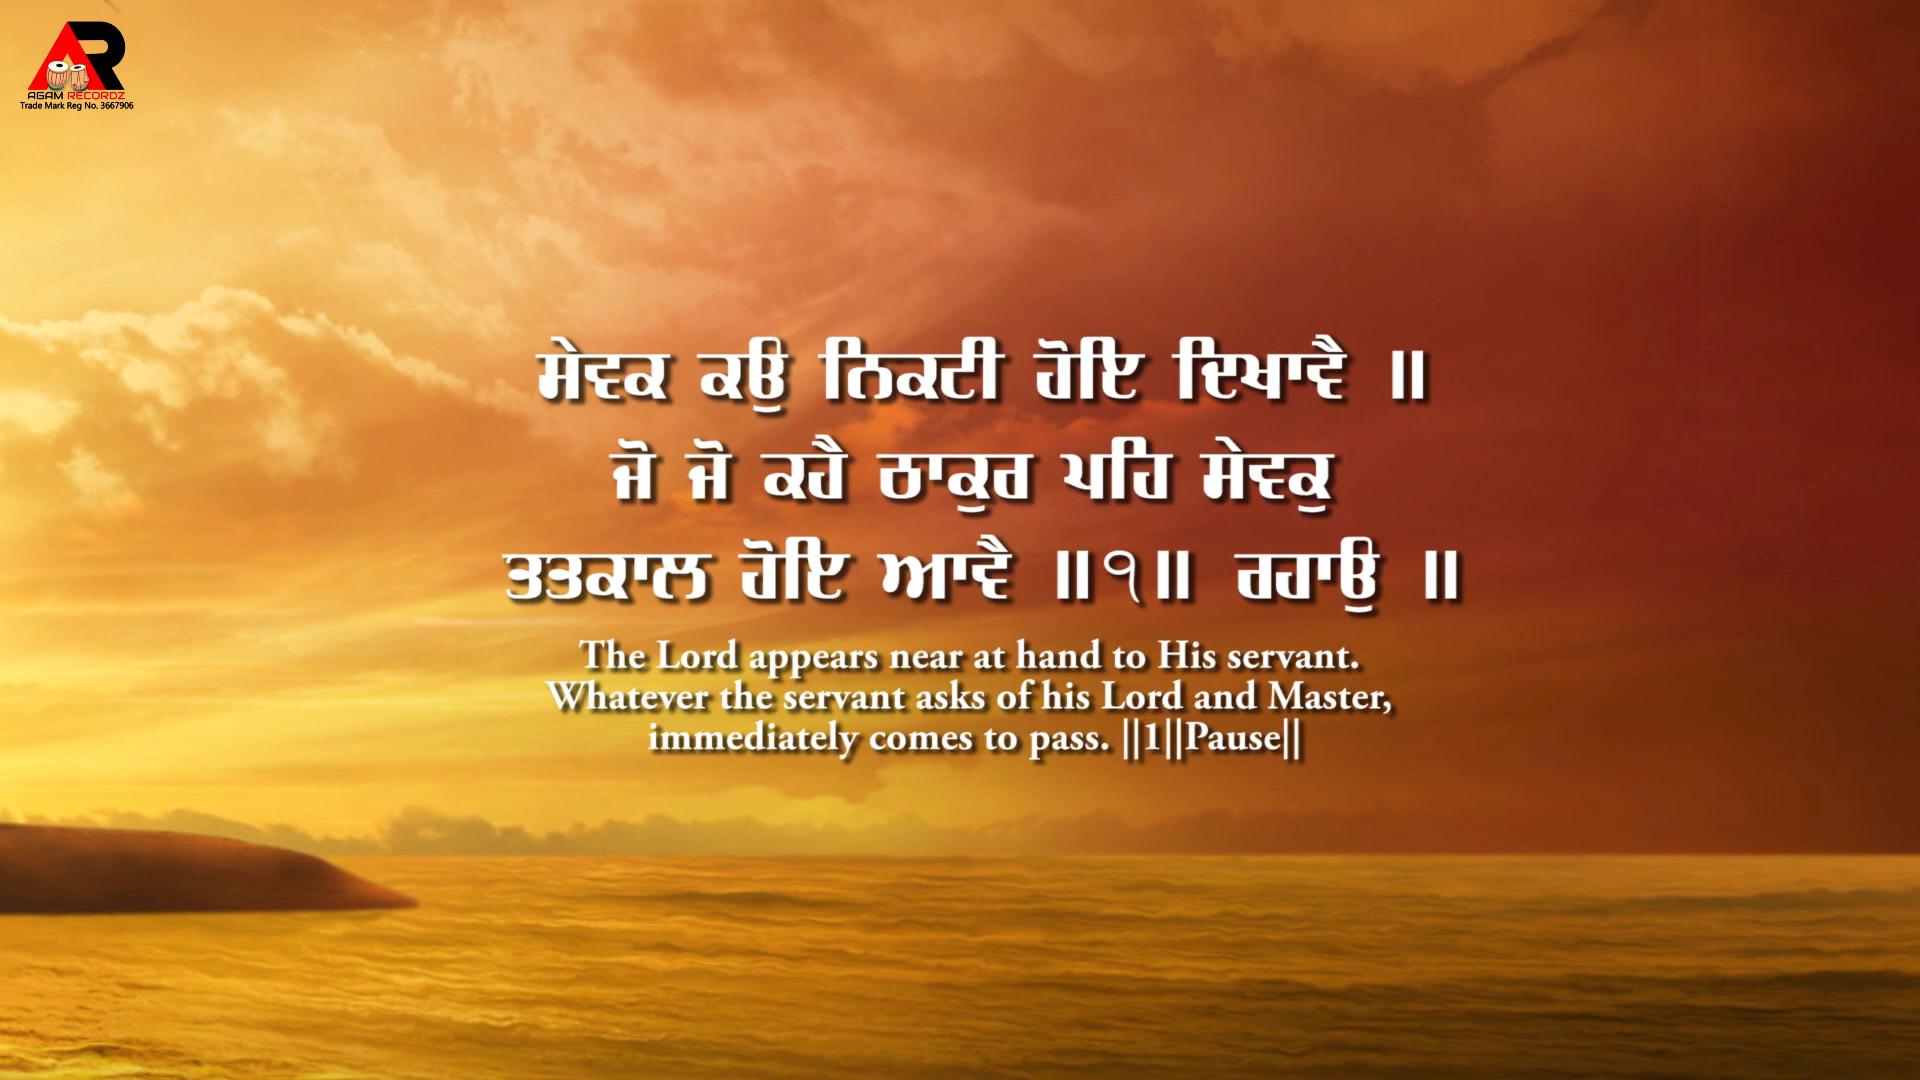 AGAM RECORDZ
Trade Mark Reg No. 3667906
ਸੇਵਕ ਕਉ ਨਿਕਟੀ ਹੋਇ ਦਿਖਾਵੈ ॥
ਜੋ ਜੋ ਕਹੈ ਠਾਕੁਰ ਪਹਿ ਸੇਵਕੁ
ਤਤਕਾਲ ਹੋਇ ਆਵੈ ॥੧॥ ਰਹਾਉ ॥
The Lord appears near at hand to His servant.
Whatever the servant asks of his Lord and Master,
immediately comes to pass. ||1||Pause||